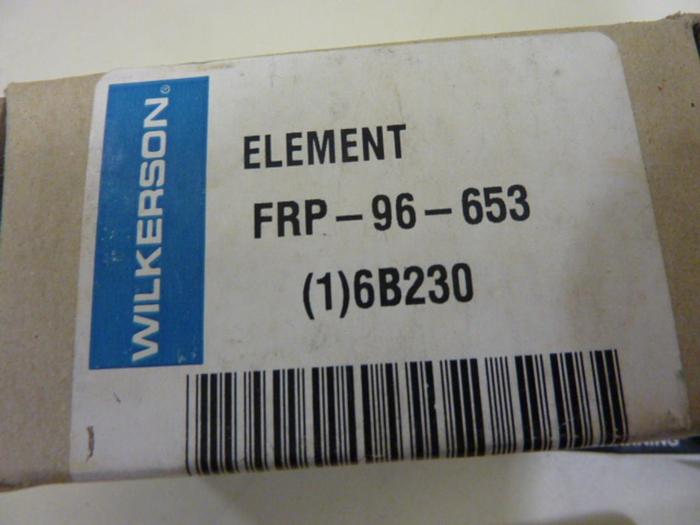 WILKERSON®
ELEMENT
FRP-96-653
(1)6B230